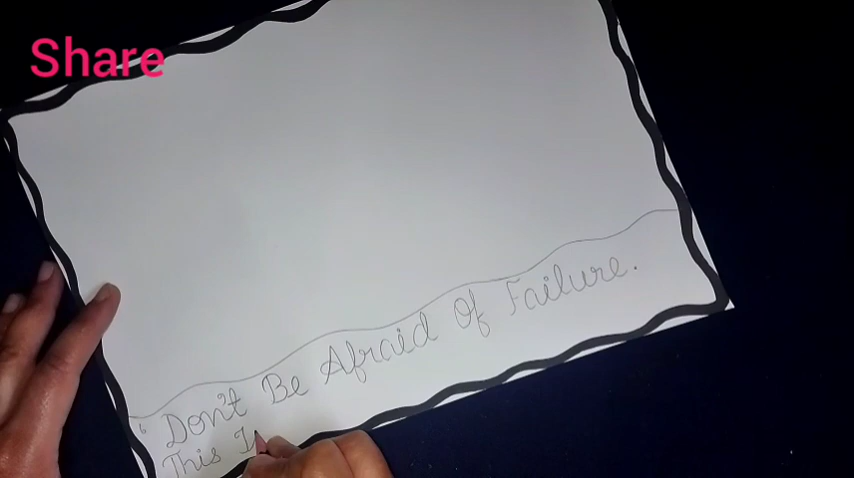 Share
“ Don't Be Afraid Of Failure.
This I